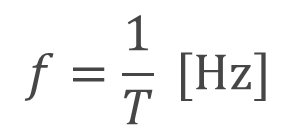 f = 1/T [Hz]